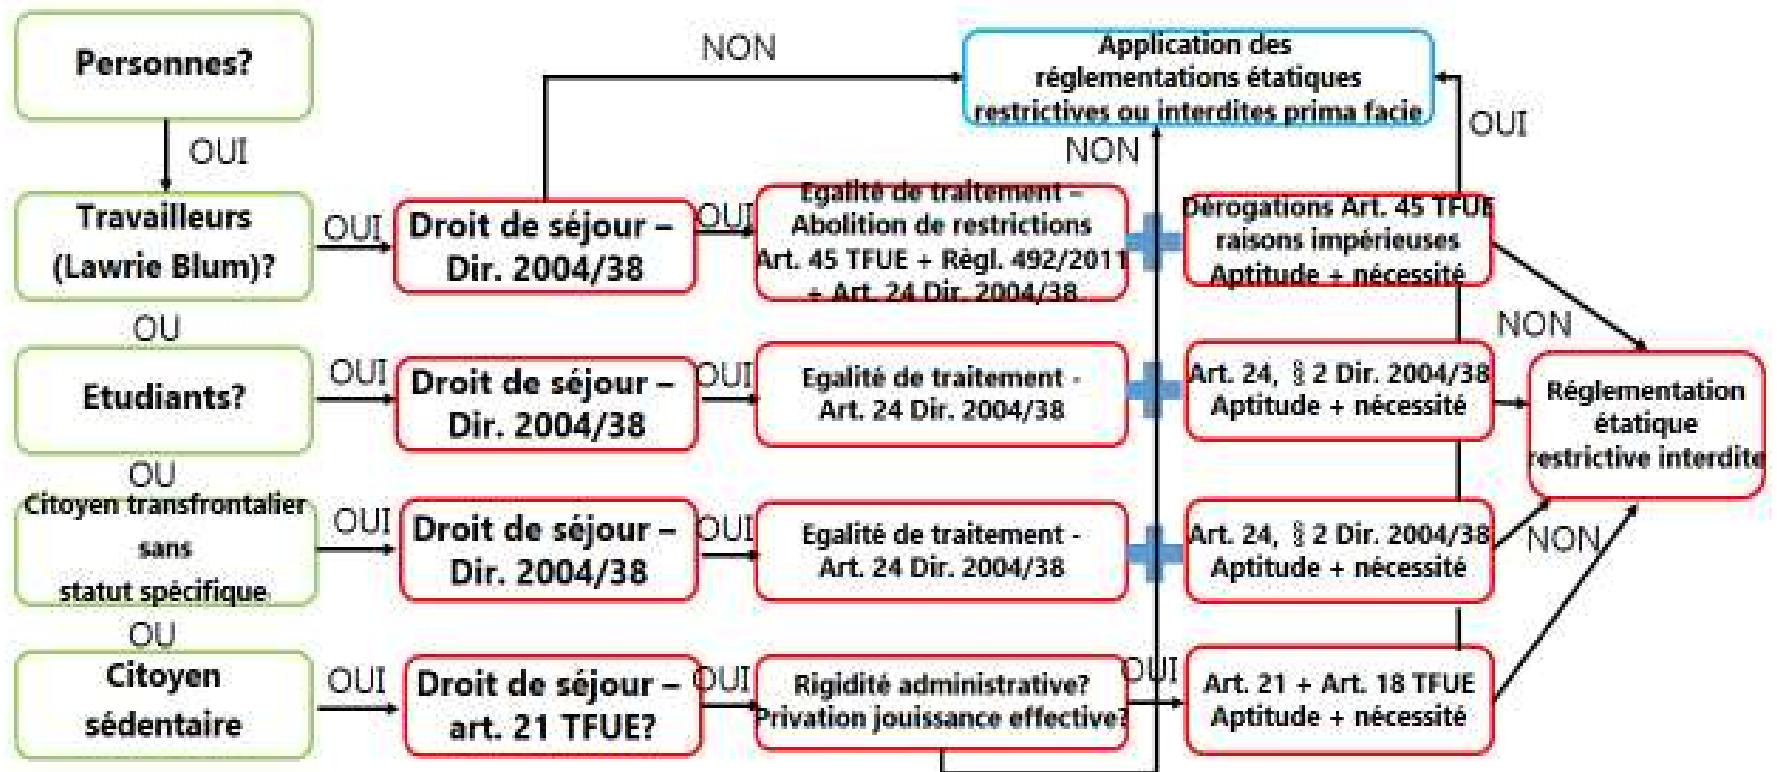 Personnes?
NON
Application des
réglementations étatiques
restrictives ou interdites prima facie
OUI
OUI
NON
Travailleurs
(Lawrie Blum)?
OUI
Droit de séjour –
Dir. 2004/38
OUI
Egalité de traitement –
Abolition de restrictions
Art. 45 TFUE + Règl. 492/2011
+ Art. 24 Dir. 2004/38
Dérogations Art. 45 TFUE
raisons impérieuses
Aptitude + nécessité
NON
OU
Etudiants?
OUI
Droit de séjour –
Dir. 2004/38
OUI
Egalité de traitement -
Art. 24 Dir. 2004/38
Art. 24, § 2 Dir. 2004/38
Aptitude + nécessité
Réglementation
étatique
restrictive interdite
OU
Citoyen transfrontalier
sans
statut spécifique
OUI
Droit de séjour –
Dir. 2004/38
OUI
Egalité de traitement -
Art. 24 Dir. 2004/38
Art. 24, § 2 Dir. 2004/38
Aptitude + nécessité
NON
OU
Citoyen
sédentaire
OUI
Droit de séjour –
art. 21 TFUE?
OUI
Rigidité administrative?
Privation jouissance effective?
OUI
Art. 21 + Art. 18 TFUE
Aptitude + nécessité